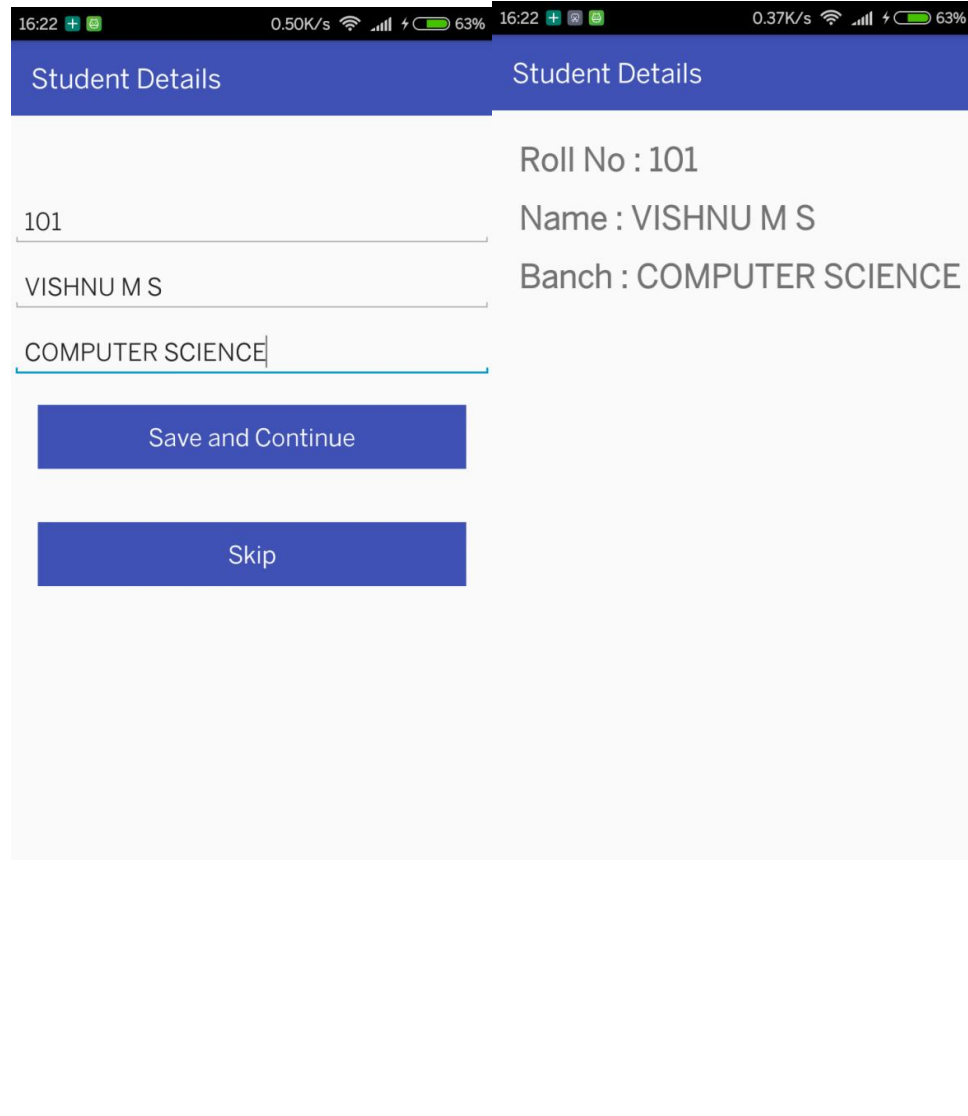 16:22 0.50K/s 63%
Student Details
101
VISHNU M S
COMPUTER SCIENCE
Save and Continue
Skip
16:22 0.37K/s 63%
Student Details
Roll No : 101
Name : VISHNU M S
Banch : COMPUTER SCIENCE